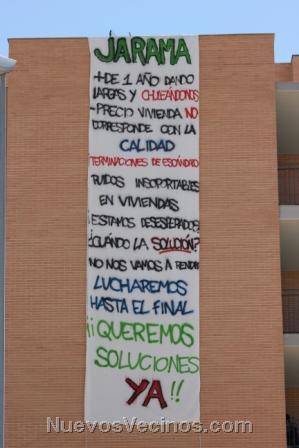 JARAMA
+DE 1 AÑO DANDO
LARGAS Y CHULEÁNDONOS
-PRECIO VIVIENDA NO
CORRESPONDE CON LA
CALIDAD
TERMINACIONES DE ESCÁNDALO
RUIDOS INSOPORTABLES
EN VIVIENDAS
¡ESTAMOS DESESPERADOS!
¿CUÁNDO LA SOLUCIÓN?
NO NOS VAMOS A RENDIR
LUCHAREMOS
HASTA EL FINAL
¡¡QUEREMOS
SOLUCIONES
YA!!
NuevosVecinos.com